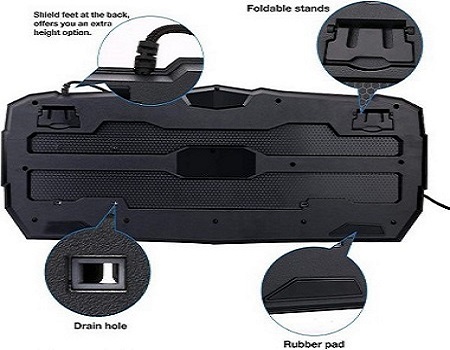 Shield feet at the back,
offers you an extra
height option.
Foldable stands
Drain hole
Rubber pad